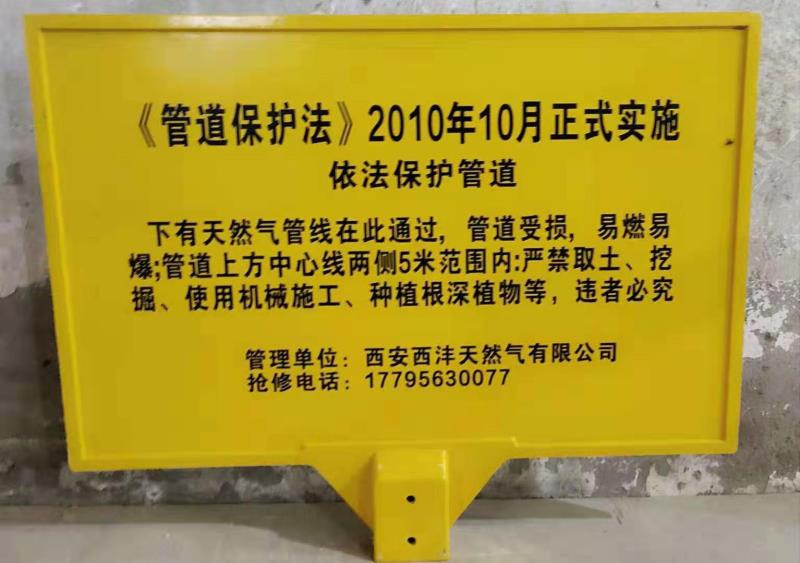 《管道保护法》2010年10月正式实施
依法保护管道
下有天然气管线在此通过，管道受损，易燃易
爆;管道上方中心线两侧5米范围内:严禁取土、挖
掘、使用机械施工、种植根深植物等，违者必究
管理单位：西安西沣天然气有限公司
抢修电话：17795630077